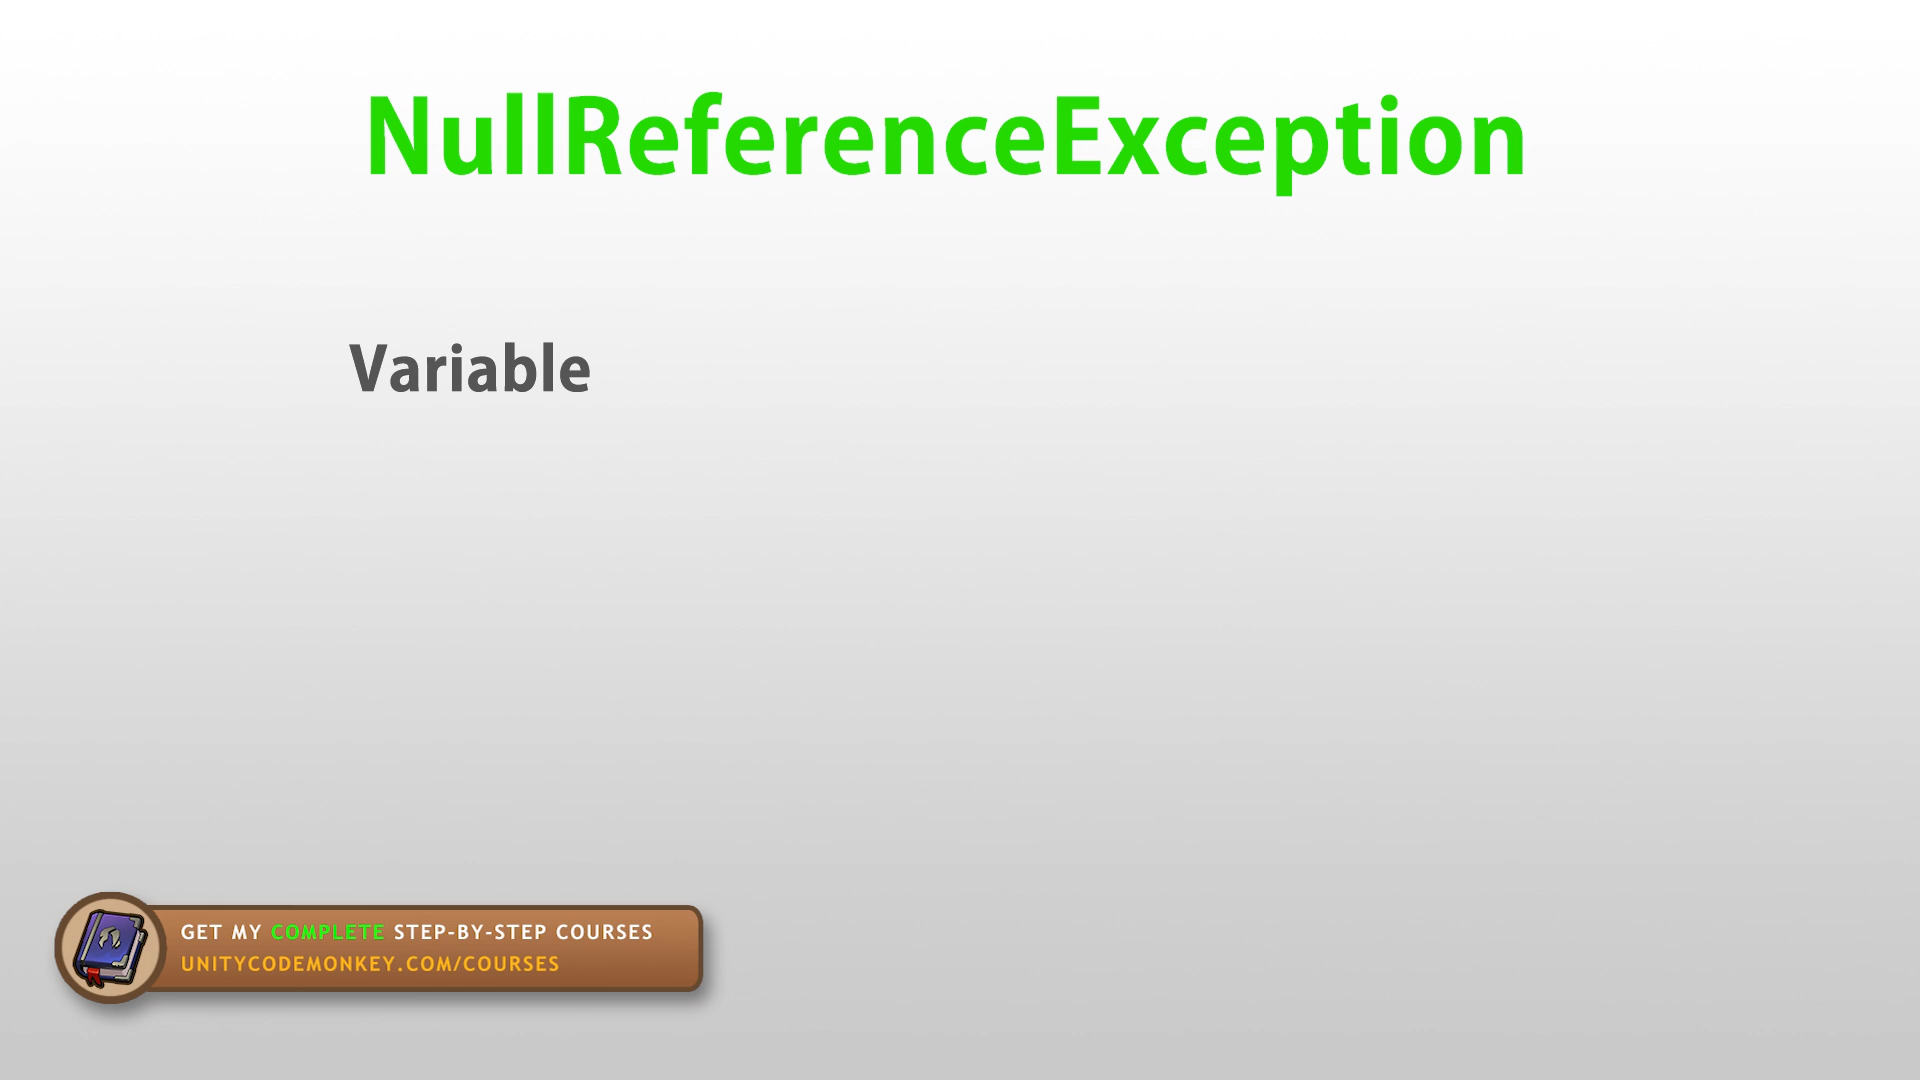 NullReferenceException
Variable
GET MY COMPLETE STEP-BY-STEP COURSES
UNITYCODEMONKEY.COM/COURSES